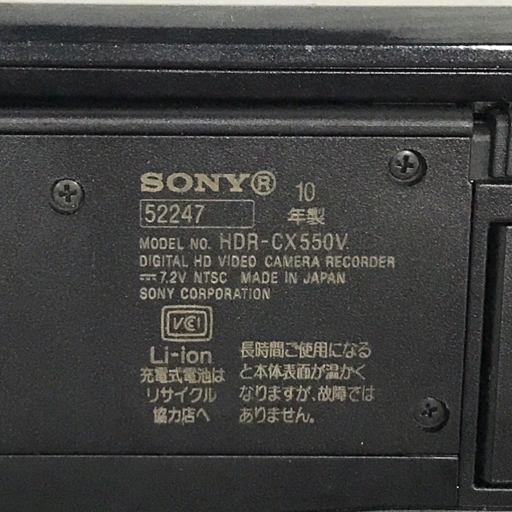 SONY® 10
52247 年製
MODEL NO. HDR-CX550V
DIGITAL HD VIDEO CAMERA RECORDER
⎓7.2V NTSC MADE IN JAPAN
SONY CORPORATION
VCI
Li-ion
充電式電池は
リサイクル
協力店へ
長時間ご使用になる
と本体表面が温かく
なりますが、故障では
ありません。